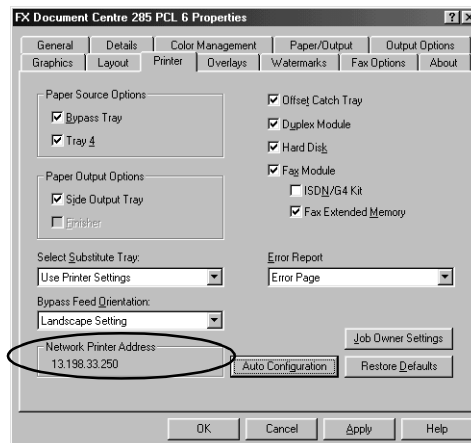 FX Document Centre 285 PCL 6 Properties
General Details Color Management Paper/Output Output Options
Graphics Layout Printer Overlays Watermarks Fax Options About
Paper Source Options
Bypass Tray
Tray 4
Paper Output Options
Side Output Tray
Finisher
Offset Catch Tray
Duplex Module
Hard Disk
Fax Module
ISDN/G4 Kit
Fax Extended Memory
Select Substitute Tray:
Use Printer Settings
Error Report
Error Page
Bypass Feed Orientation:
Landscape Setting
Network Printer Address
13.198.33.250
Job Owner Settings
Auto Configuration Restore Defaults
OK Cancel Apply Help